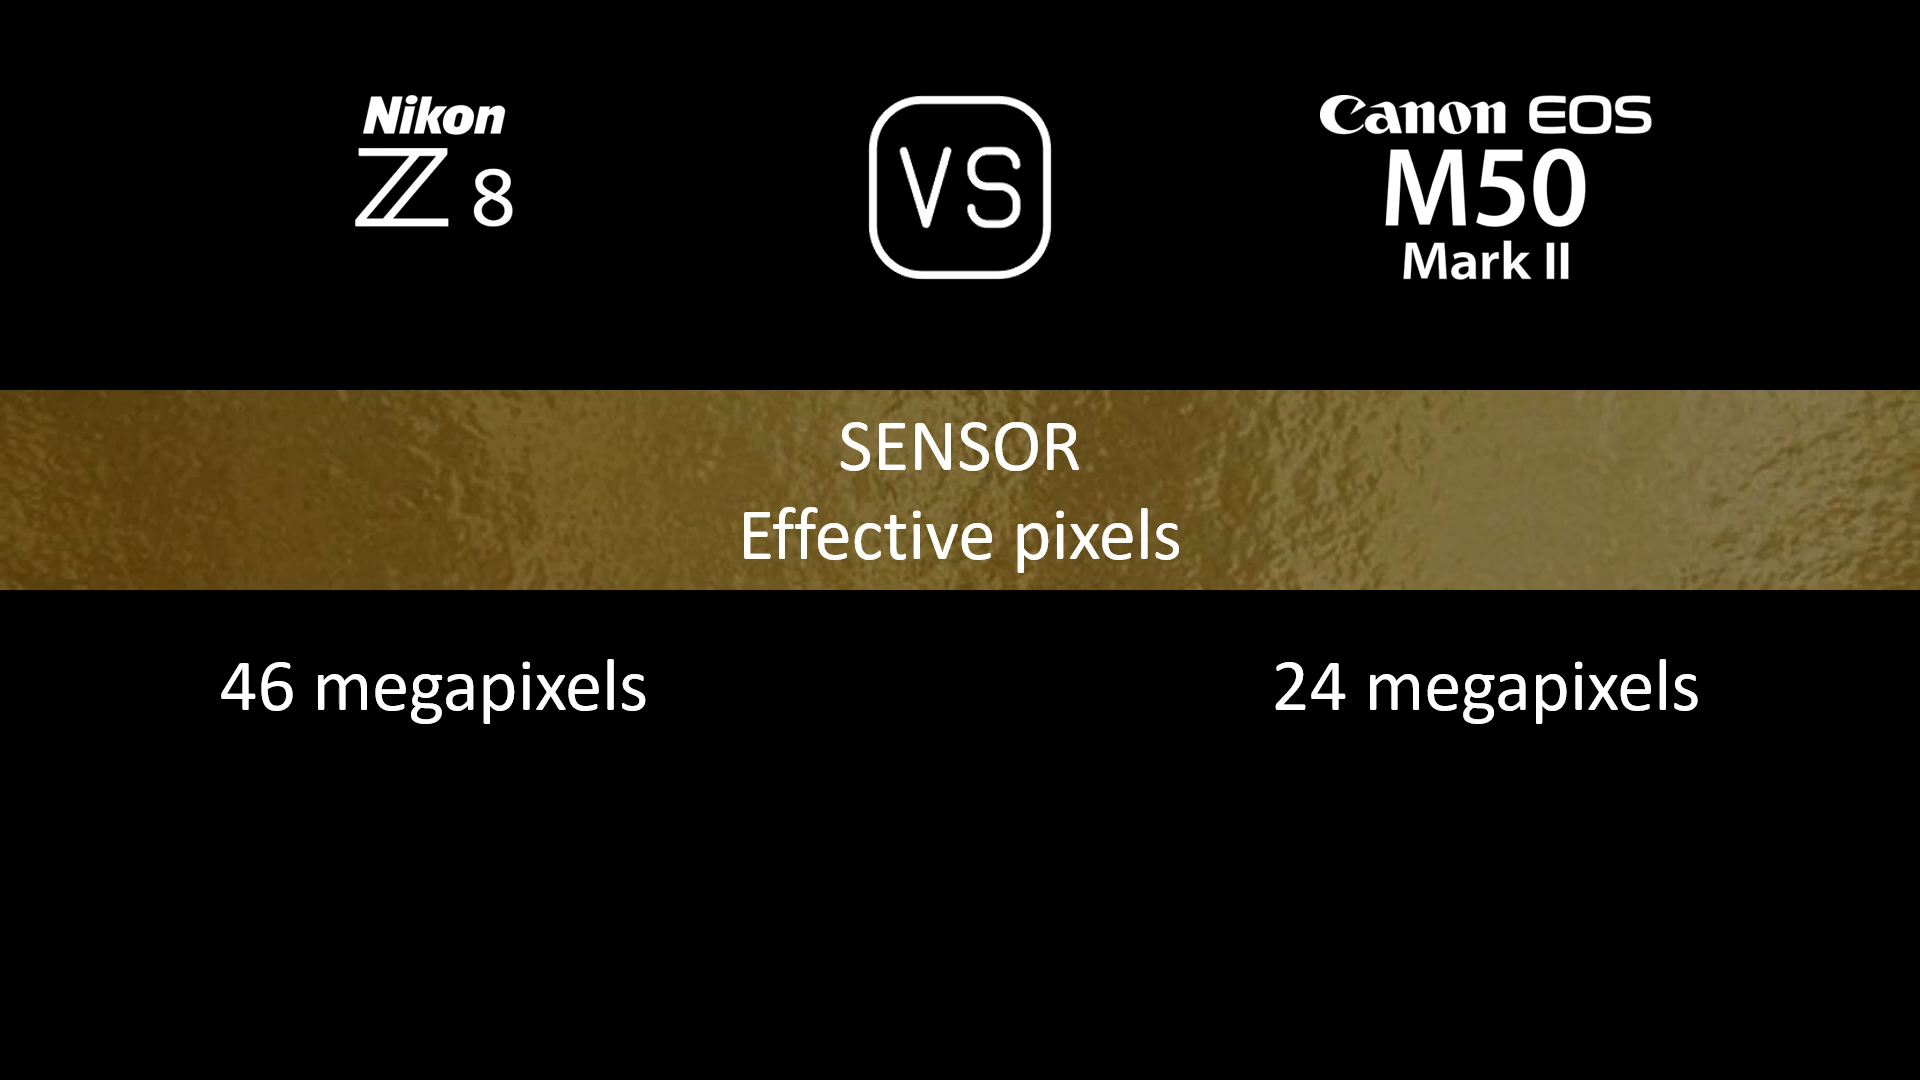 Nikon
Z 8
VS
Canon EOS
M50
Mark II
SENSOR
Effective pixels
46 megapixels
24 megapixels